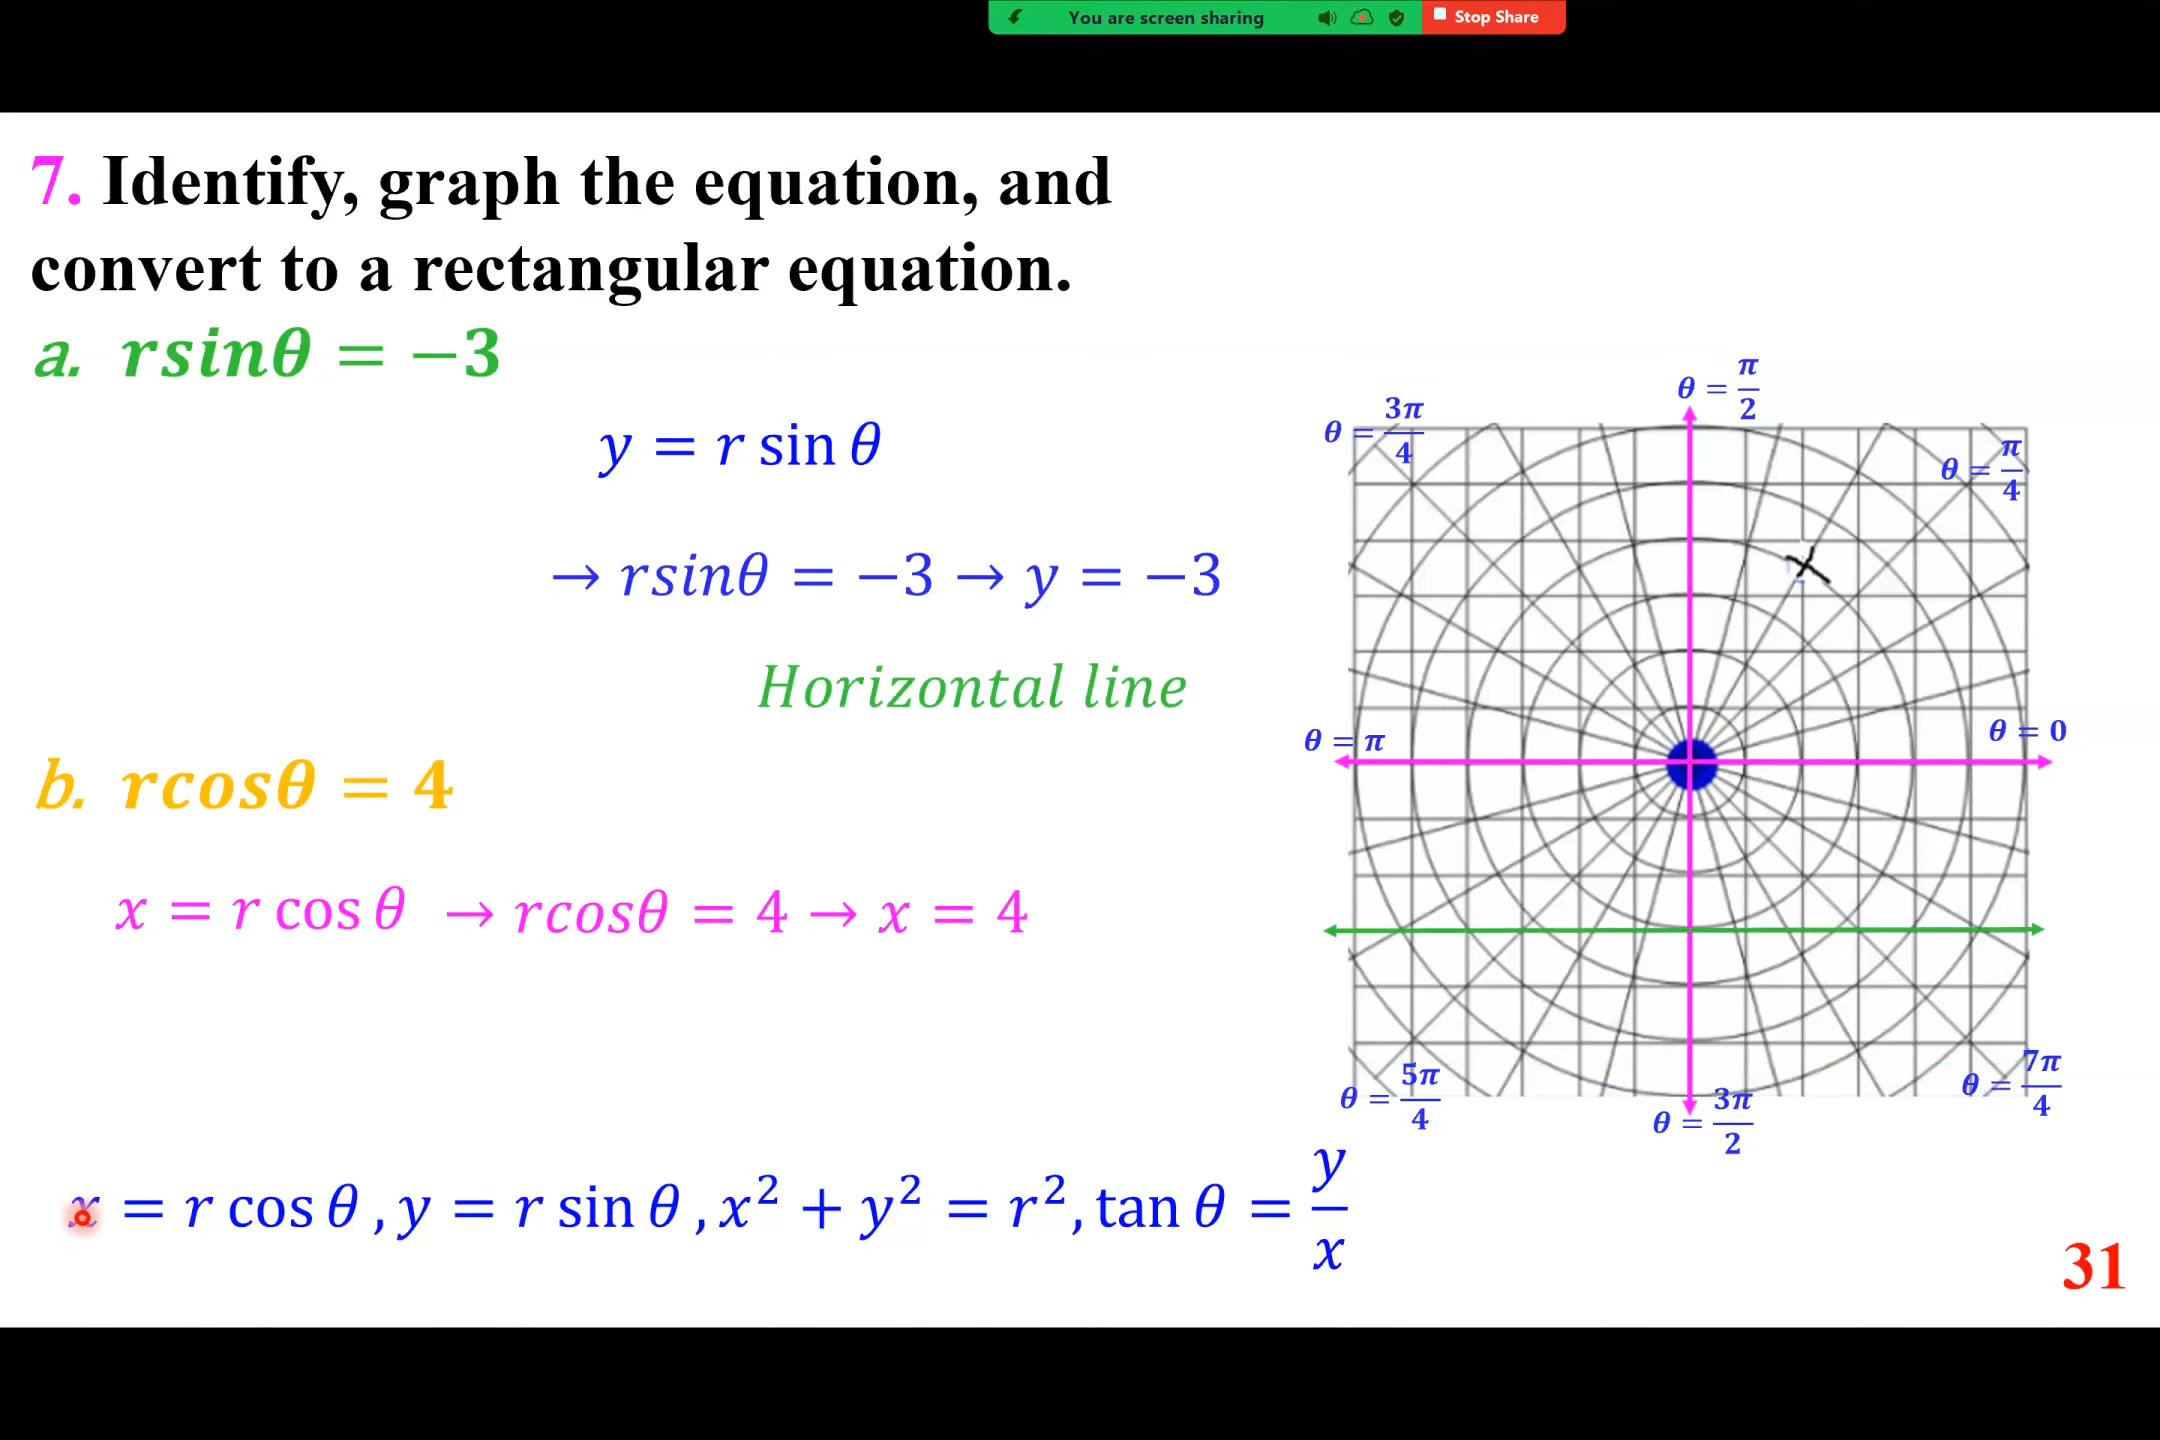 You are screen sharing
Stop Share
7. Identify, graph the equation, and
convert to a rectangular equation.
a. rsinθ = −3
y = r sin θ
→ rsinθ = −3 → y = −3
Horizontal line
b. rcosθ = 4
x = r cos θ → rcosθ = 4 → x = 4
θ = π/2
θ = 3π/4
θ = π/4
θ = π
θ = 0
θ = 5π/4
θ = 3π/2
θ = 7π/4
x = r cos θ , y = r sin θ , x² + y² = r², tan θ = y/x
31